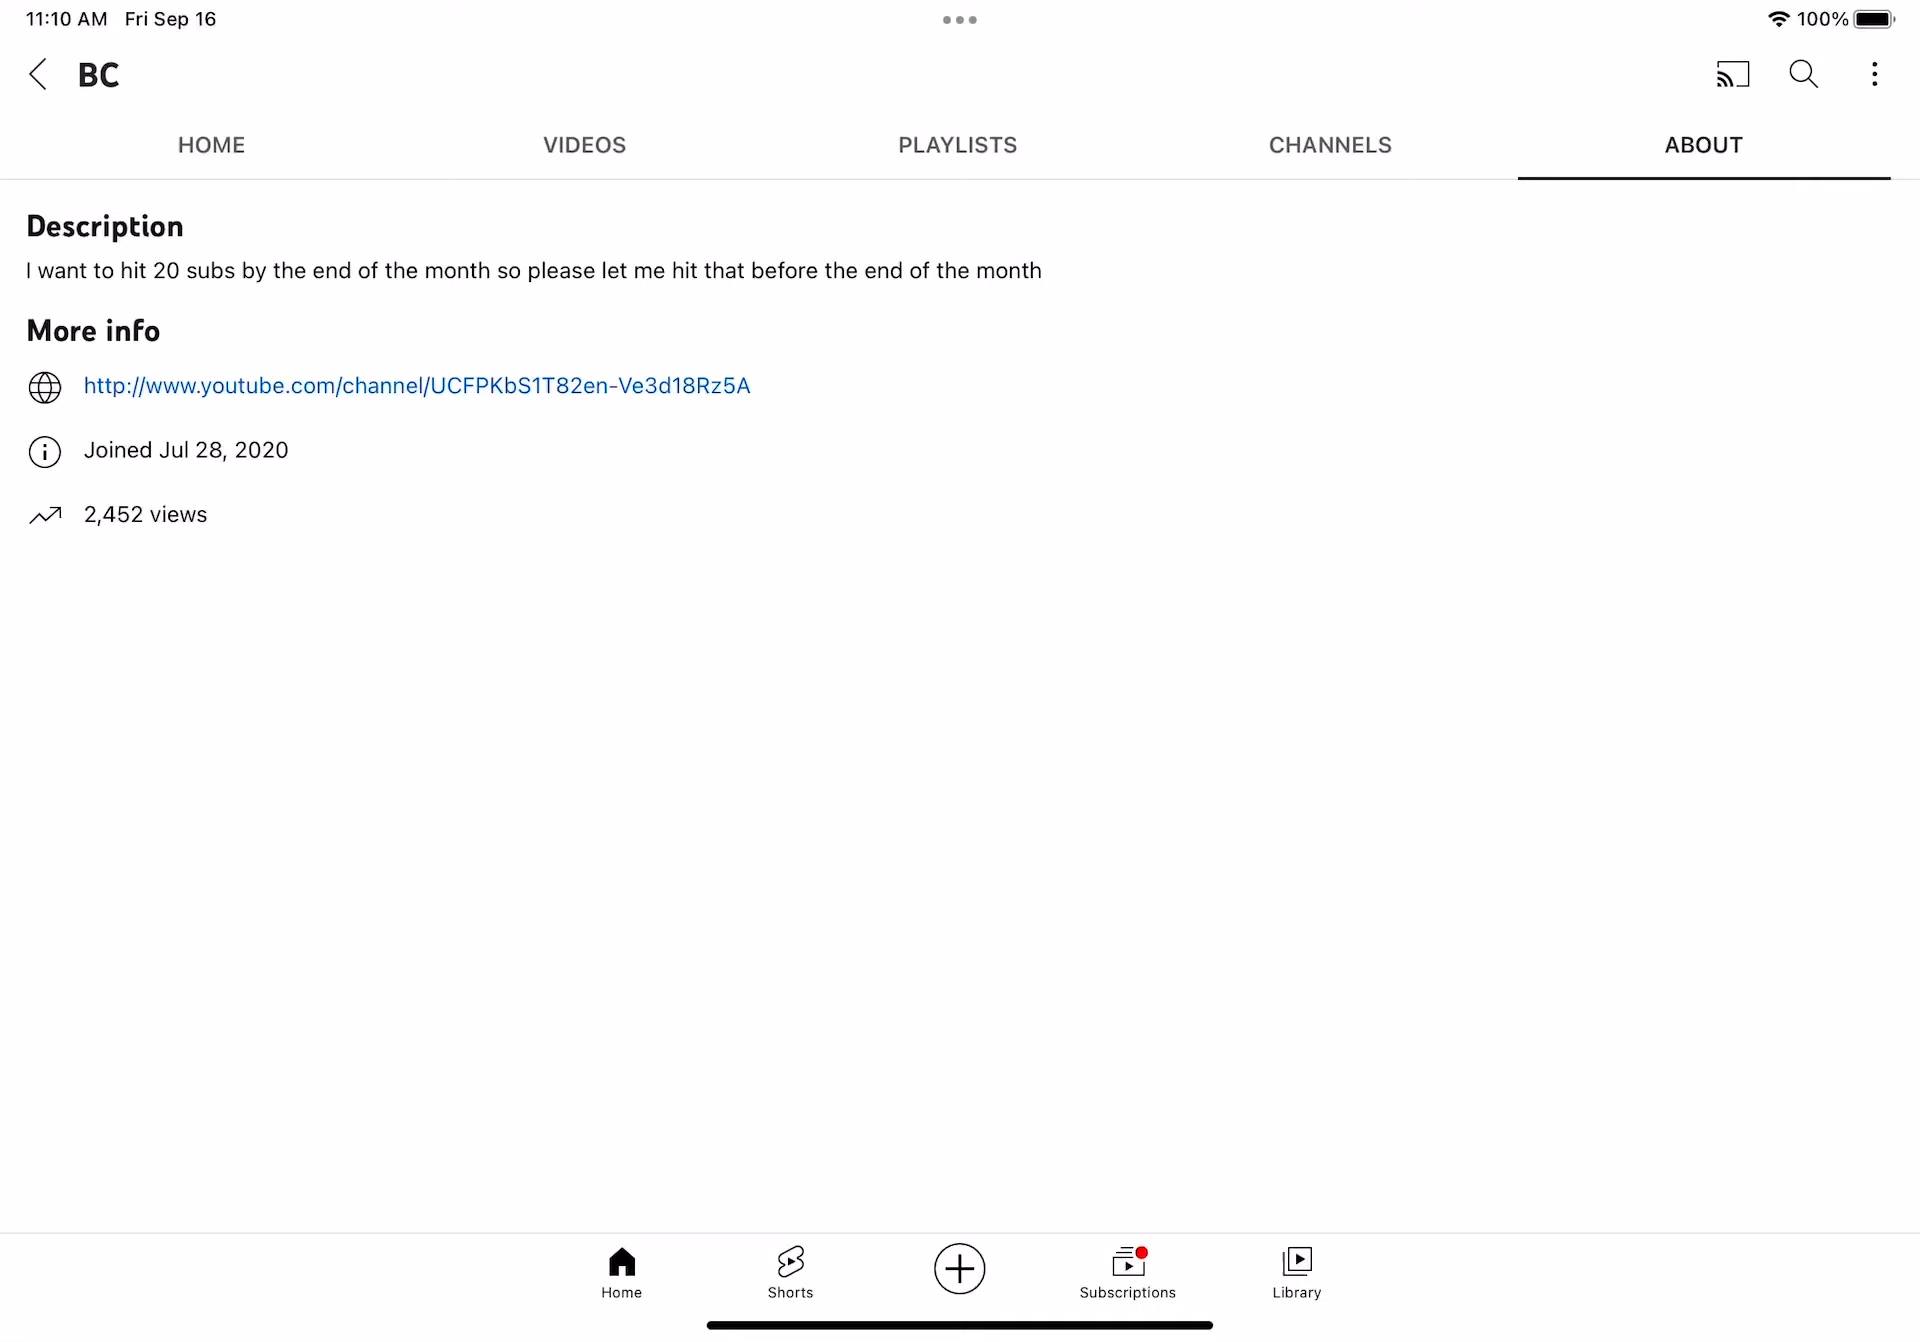 11:10 AM Fri Sep 16
100%
BC
HOME VIDEOS PLAYLISTS CHANNELS ABOUT
Description
I want to hit 20 subs by the end of the month so please let me hit that before the end of the month
More info
http://www.youtube.com/channel/UCFPKbS1T82en-Ve3d18Rz5A
Joined Jul 28, 2020
2,452 views
Home Shorts Subscriptions Library